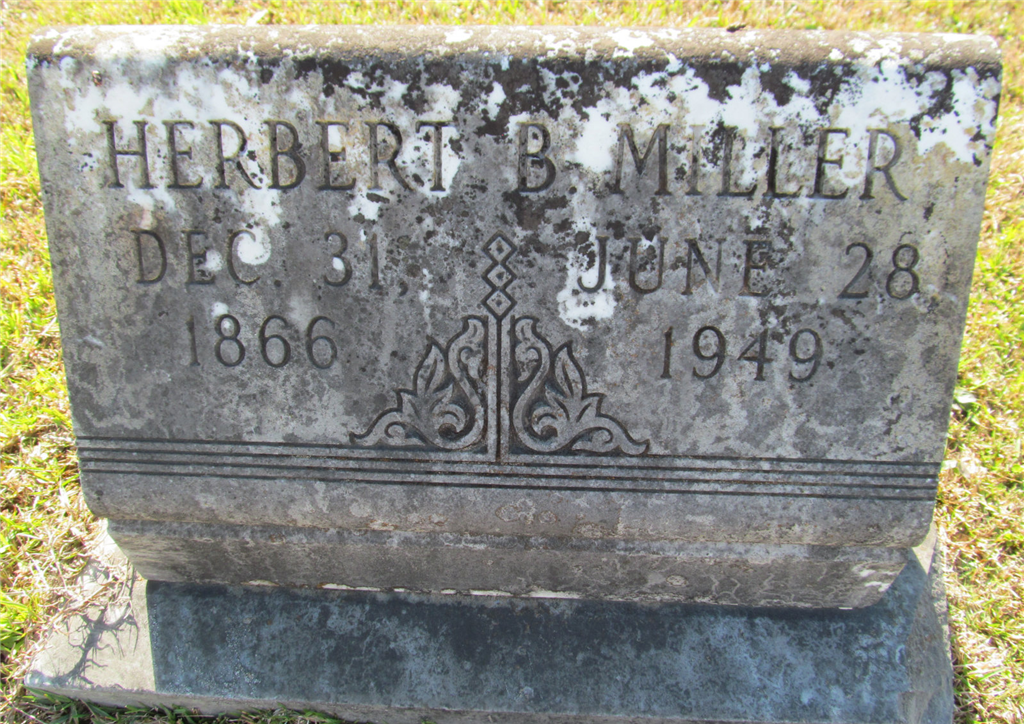 HERBERT B. MILLER
DEC. 31, JUNE 28
1866 1949